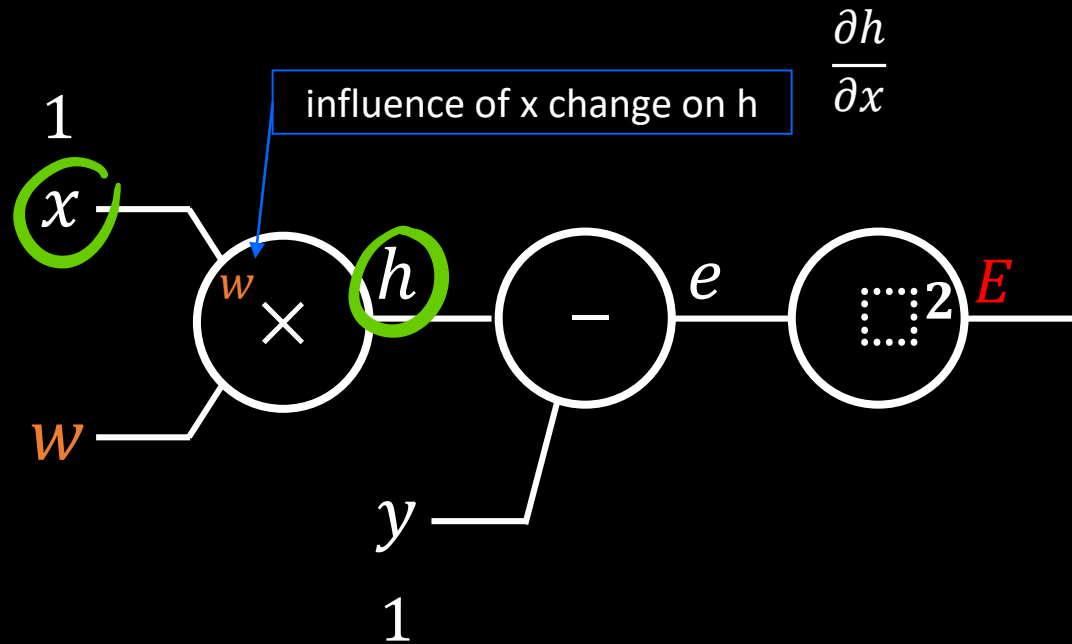 ∂h
∂x
influence of x change on h
1
x
w
×
h
−
e
□²
E
w
y
1